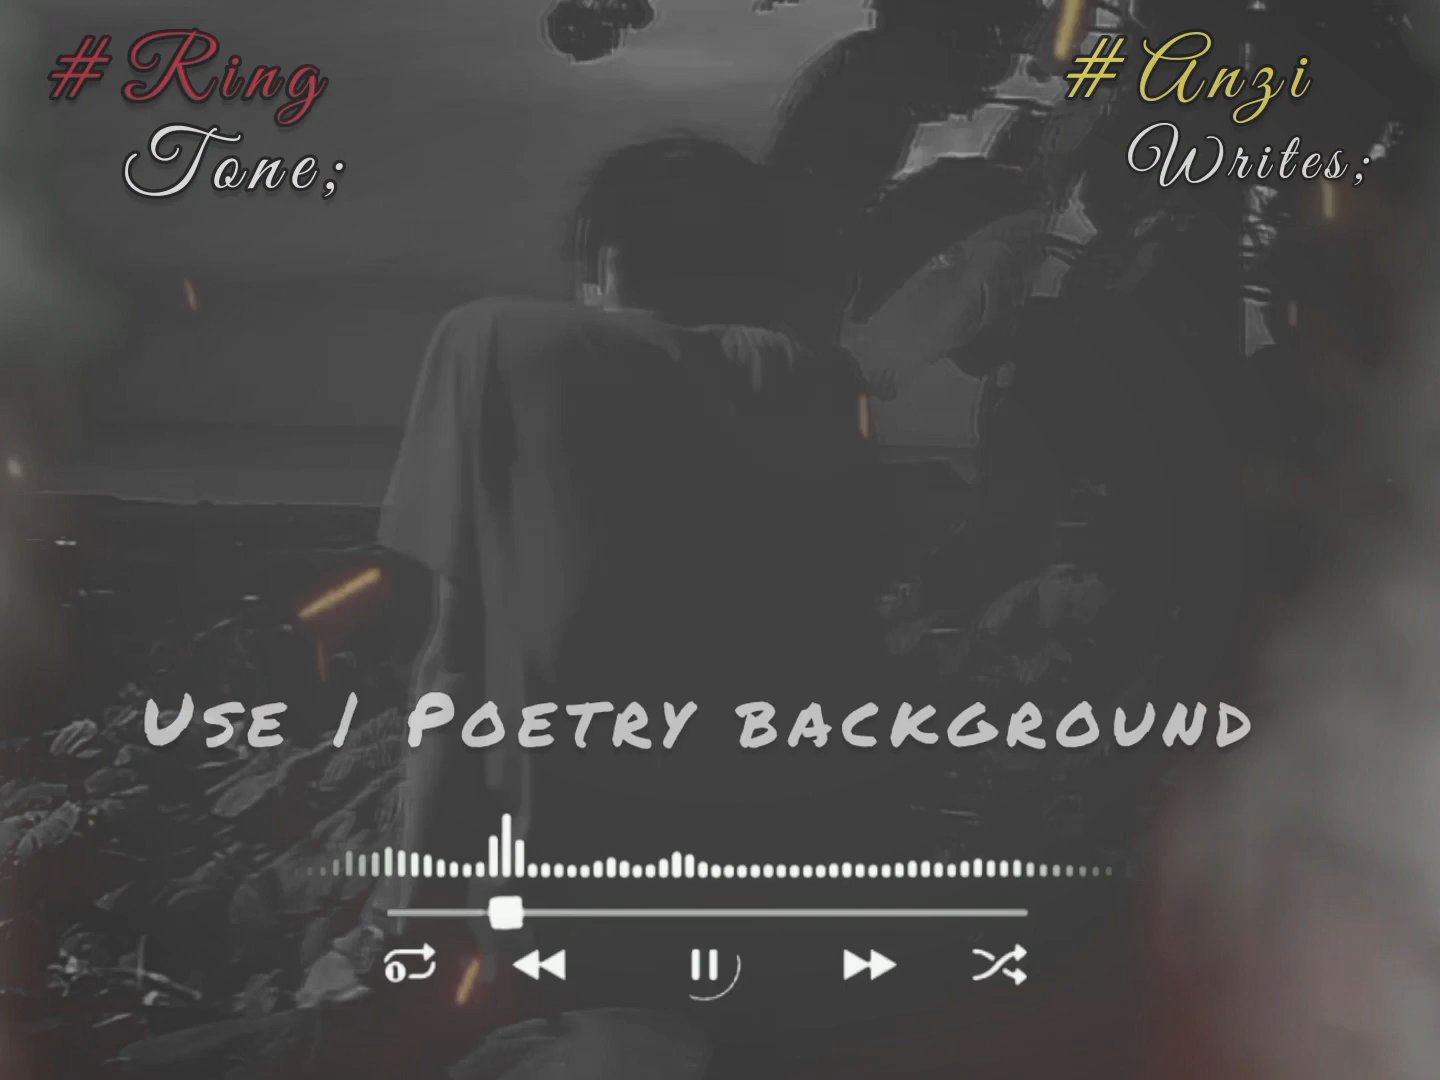 # Ring
Tone;
# Anzi
Writes;
Use / Poetry background